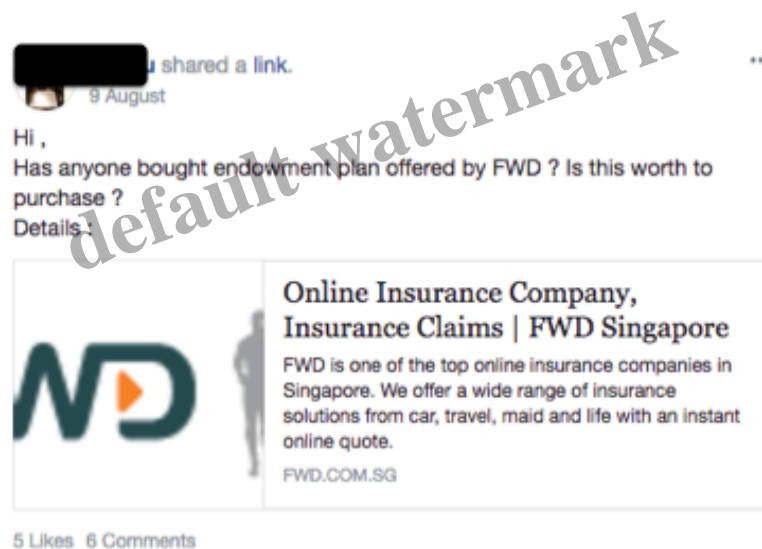 shared a link.
9 August
Hi ,
Has anyone bought endowment plan offered by FWD ? Is this worth to
purchase ?
Details :
default watermark
WD
Online Insurance Company,
Insurance Claims | FWD Singapore
FWD is one of the top online insurance companies in
Singapore. We offer a wide range of insurance
solutions from car, travel, maid and life with an instant
online quote.
FWD.COM.SG
5 Likes 6 Comments